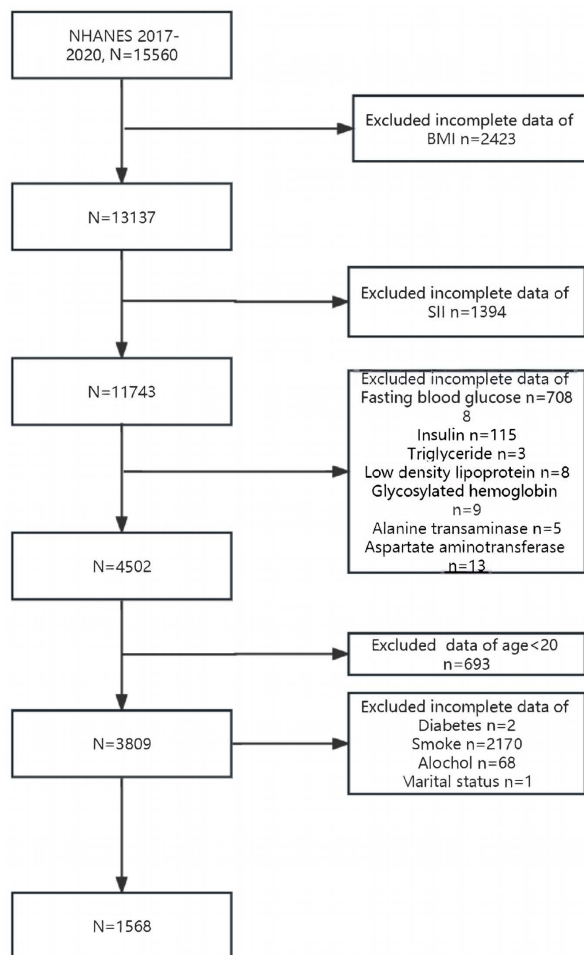 NHANES 2017-
2020, N=15560
Excluded incomplete data of
BMI n=2423
N=13137
Excluded incomplete data of
SII n=1394
N=11743
Excluded incomplete data of
Fasting blood glucose n=708
8
Insulin n=115
Triglyceride n=3
Low density lipoprotein n=8
Glycosylated hemoglobin
n=9
Alanine transaminase n=5
Aspartate aminotransferase
n=13
N=4502
Excluded data of age<20
n=693
N=3809
Excluded incomplete data of
Diabetes n=2
Smoke n=2170
Alochol n=68
Marital status n=1
N=1568